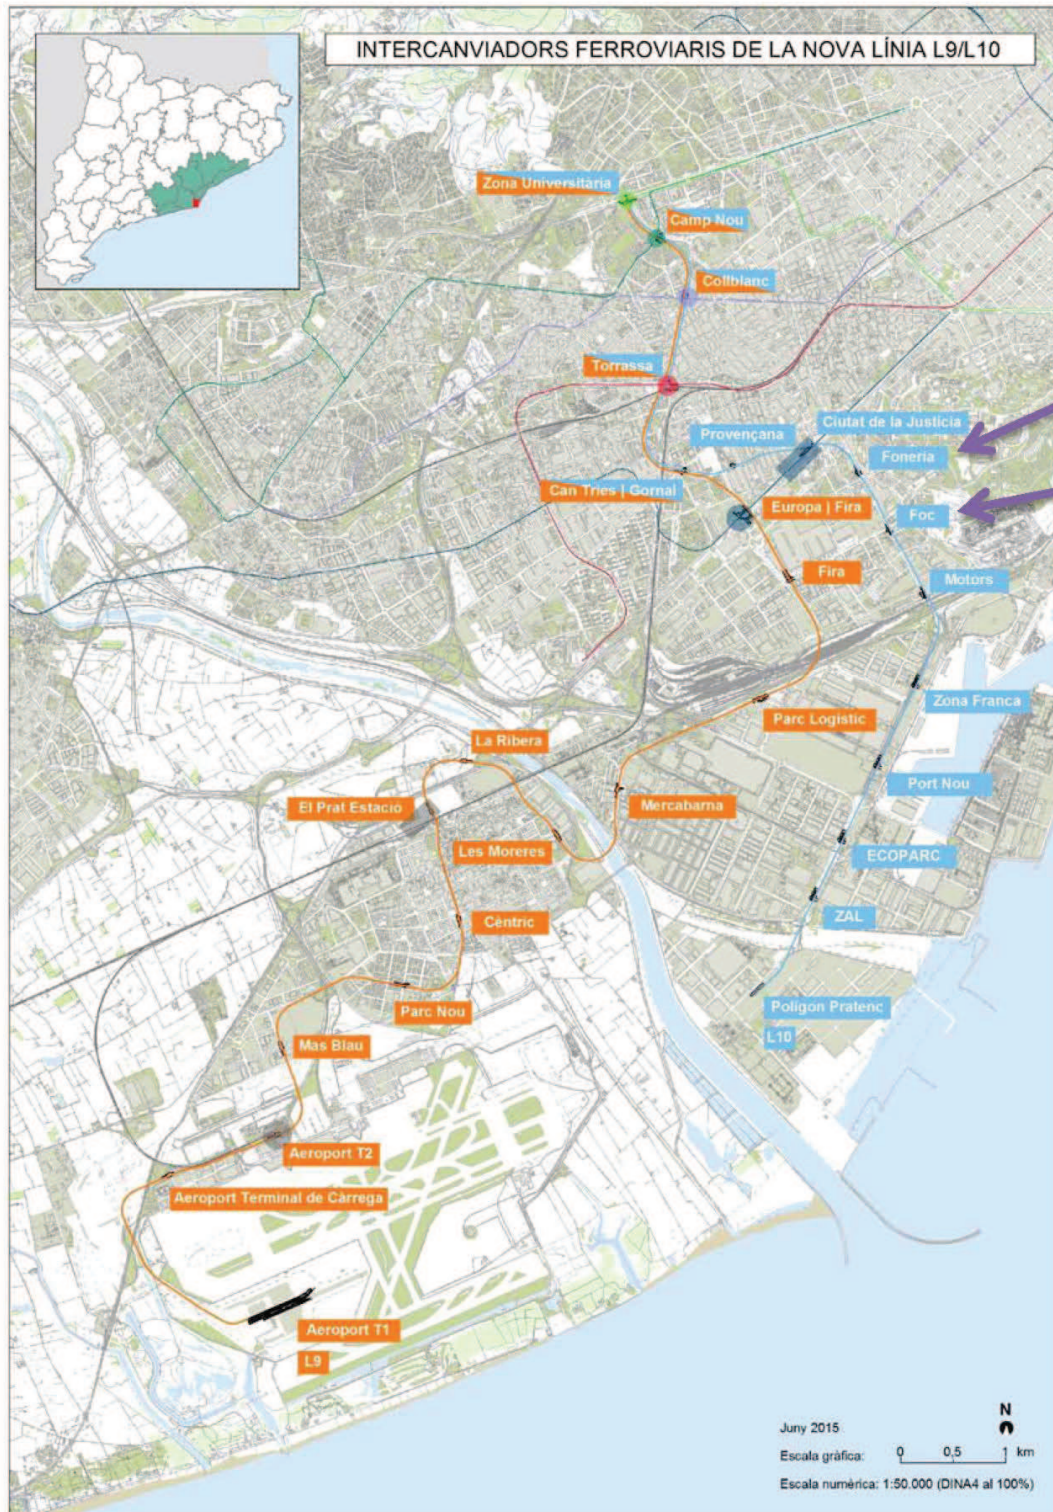 INTERCANVIADORS FERROVIARIS DE LA NOVA LÍNIA L9/L10
Zona Universitària
Camp Nou
Collblanc
Torrassa
Ciutat de la Justícia
Provençana
Foneria
Can Tries | Gornal
Europa | Fira
Foc
Fira
Motors
Zona Franca
Parc Logístic
La Ribera
Port Nou
El Prat Estació
Mercabarna
Les Moreres
ECOPARC
Cèntric
ZAL
Parc Nou
Polígon Pratenc
L10
Mas Blau
Aeroport T2
Aeroport Terminal de Càrrega
Aeroport T1
L9
N
Juny 2015
Escala gràfica: 0 0,5 1 km
Escala numèrica: 1:50.000 (DINA4 al 100%)